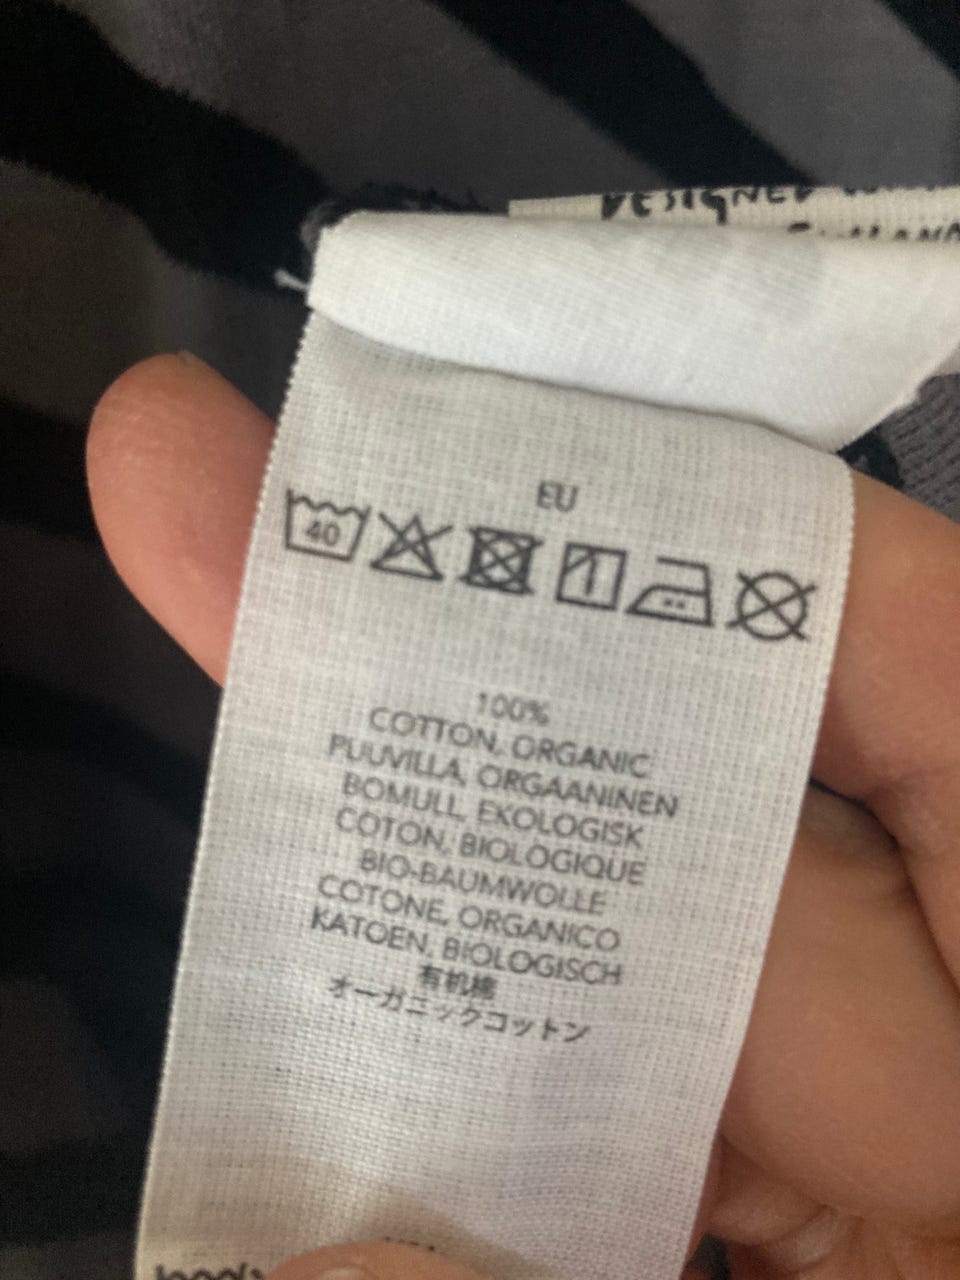 DESIGNED
EU
40
100%
COTTON, ORGANIC
PUUVILLA, ORGAANINEN
BOMULL, EKOLOGISK
COTON, BIOLOGIQUE
BIO-BAUMWOLLE
COTONE, ORGANICO
KATOEN, BIOLOGISCH
有机棉
オーガニックコットン